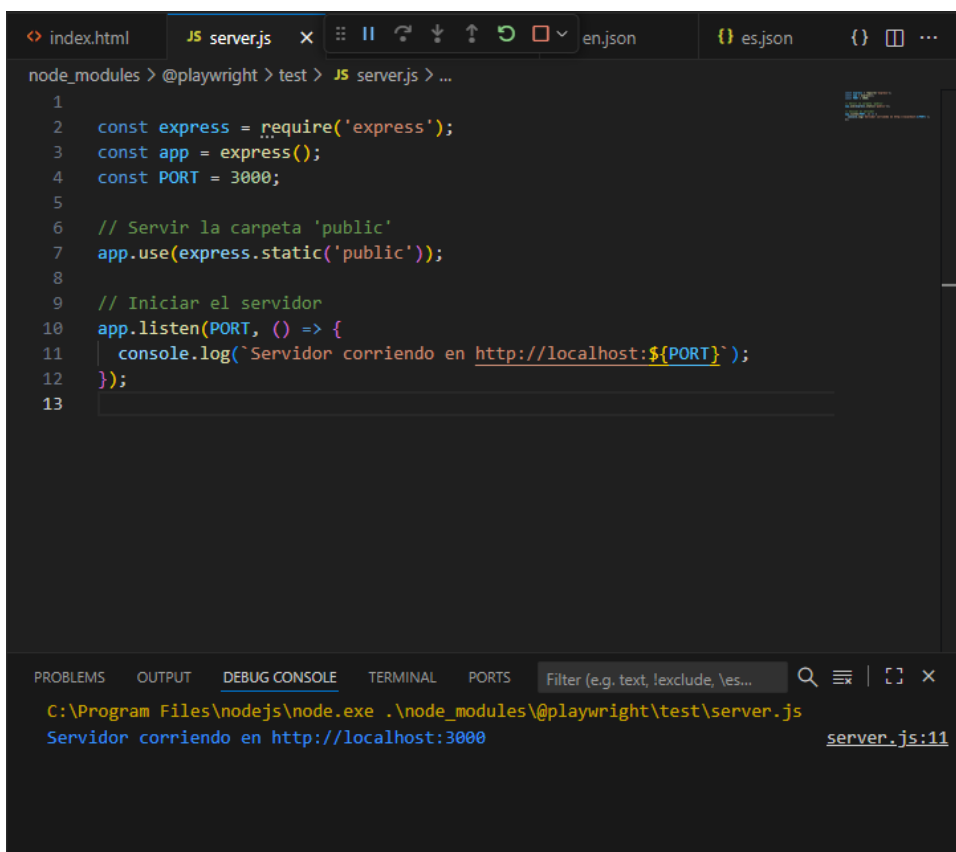 index.html JS server.js en.json {} es.json {}
node_modules > @playwright > test > JS server.js > ...
1
2 const express = require('express');
3 const app = express();
4 const PORT = 3000;
5
6 // Servir la carpeta 'public'
7 app.use(express.static('public'));
8
9 // Iniciar el servidor
10 app.listen(PORT, () => {
11 console.log(`Servidor corriendo en http://localhost:${PORT}`);
12 });
13
PROBLEMS OUTPUT DEBUG CONSOLE TERMINAL PORTS Filter (e.g. text, !exclude, \es...
C:\Program Files\nodejs\node.exe .\node_modules\@playwright\test\server.js
Servidor corriendo en http://localhost:3000 server.js:11